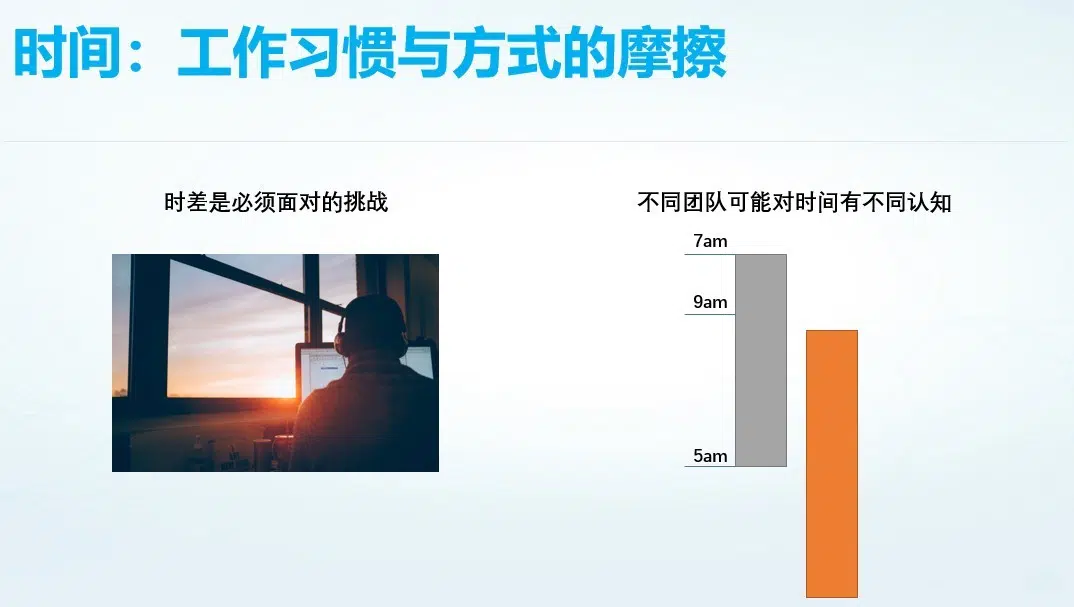 时间：工作习惯与方式的摩擦
时差是必须面对的挑战
不同团队可能对时间有不同认知
7am
9am
5am